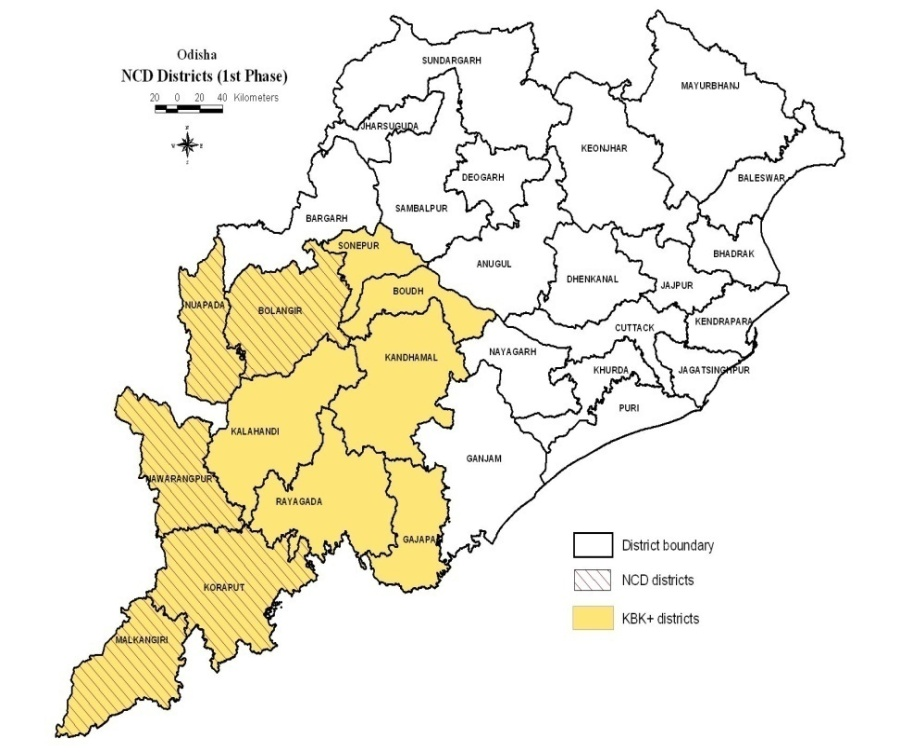 Odisha
NCD Districts (1st Phase)
20 0 20 40 Kilometers
N
W E
S
SUNDARGARH
MAYURBHANJ
JHARSUGUDA
KEONJHAR
DEOGARH
BALESWAR
SAMBALPUR
BARGARH
SONEPUR
BHADRAK
ANUGUL
DHENKANAL
JAJPUR
BOUDH
NUAPADA
BOLANGIR
KENDRAPARA
CUTTACK
NAYAGARH
KANDHAMAL
KHURDA
JAGATSINGHPUR
PURI
KALAHANDI
GANJAM
NAWARANGPUR
RAYAGADA
GAJAPA
KORAPUT
MALKANGIRI
District boundary
NCD districts
KBK+ districts